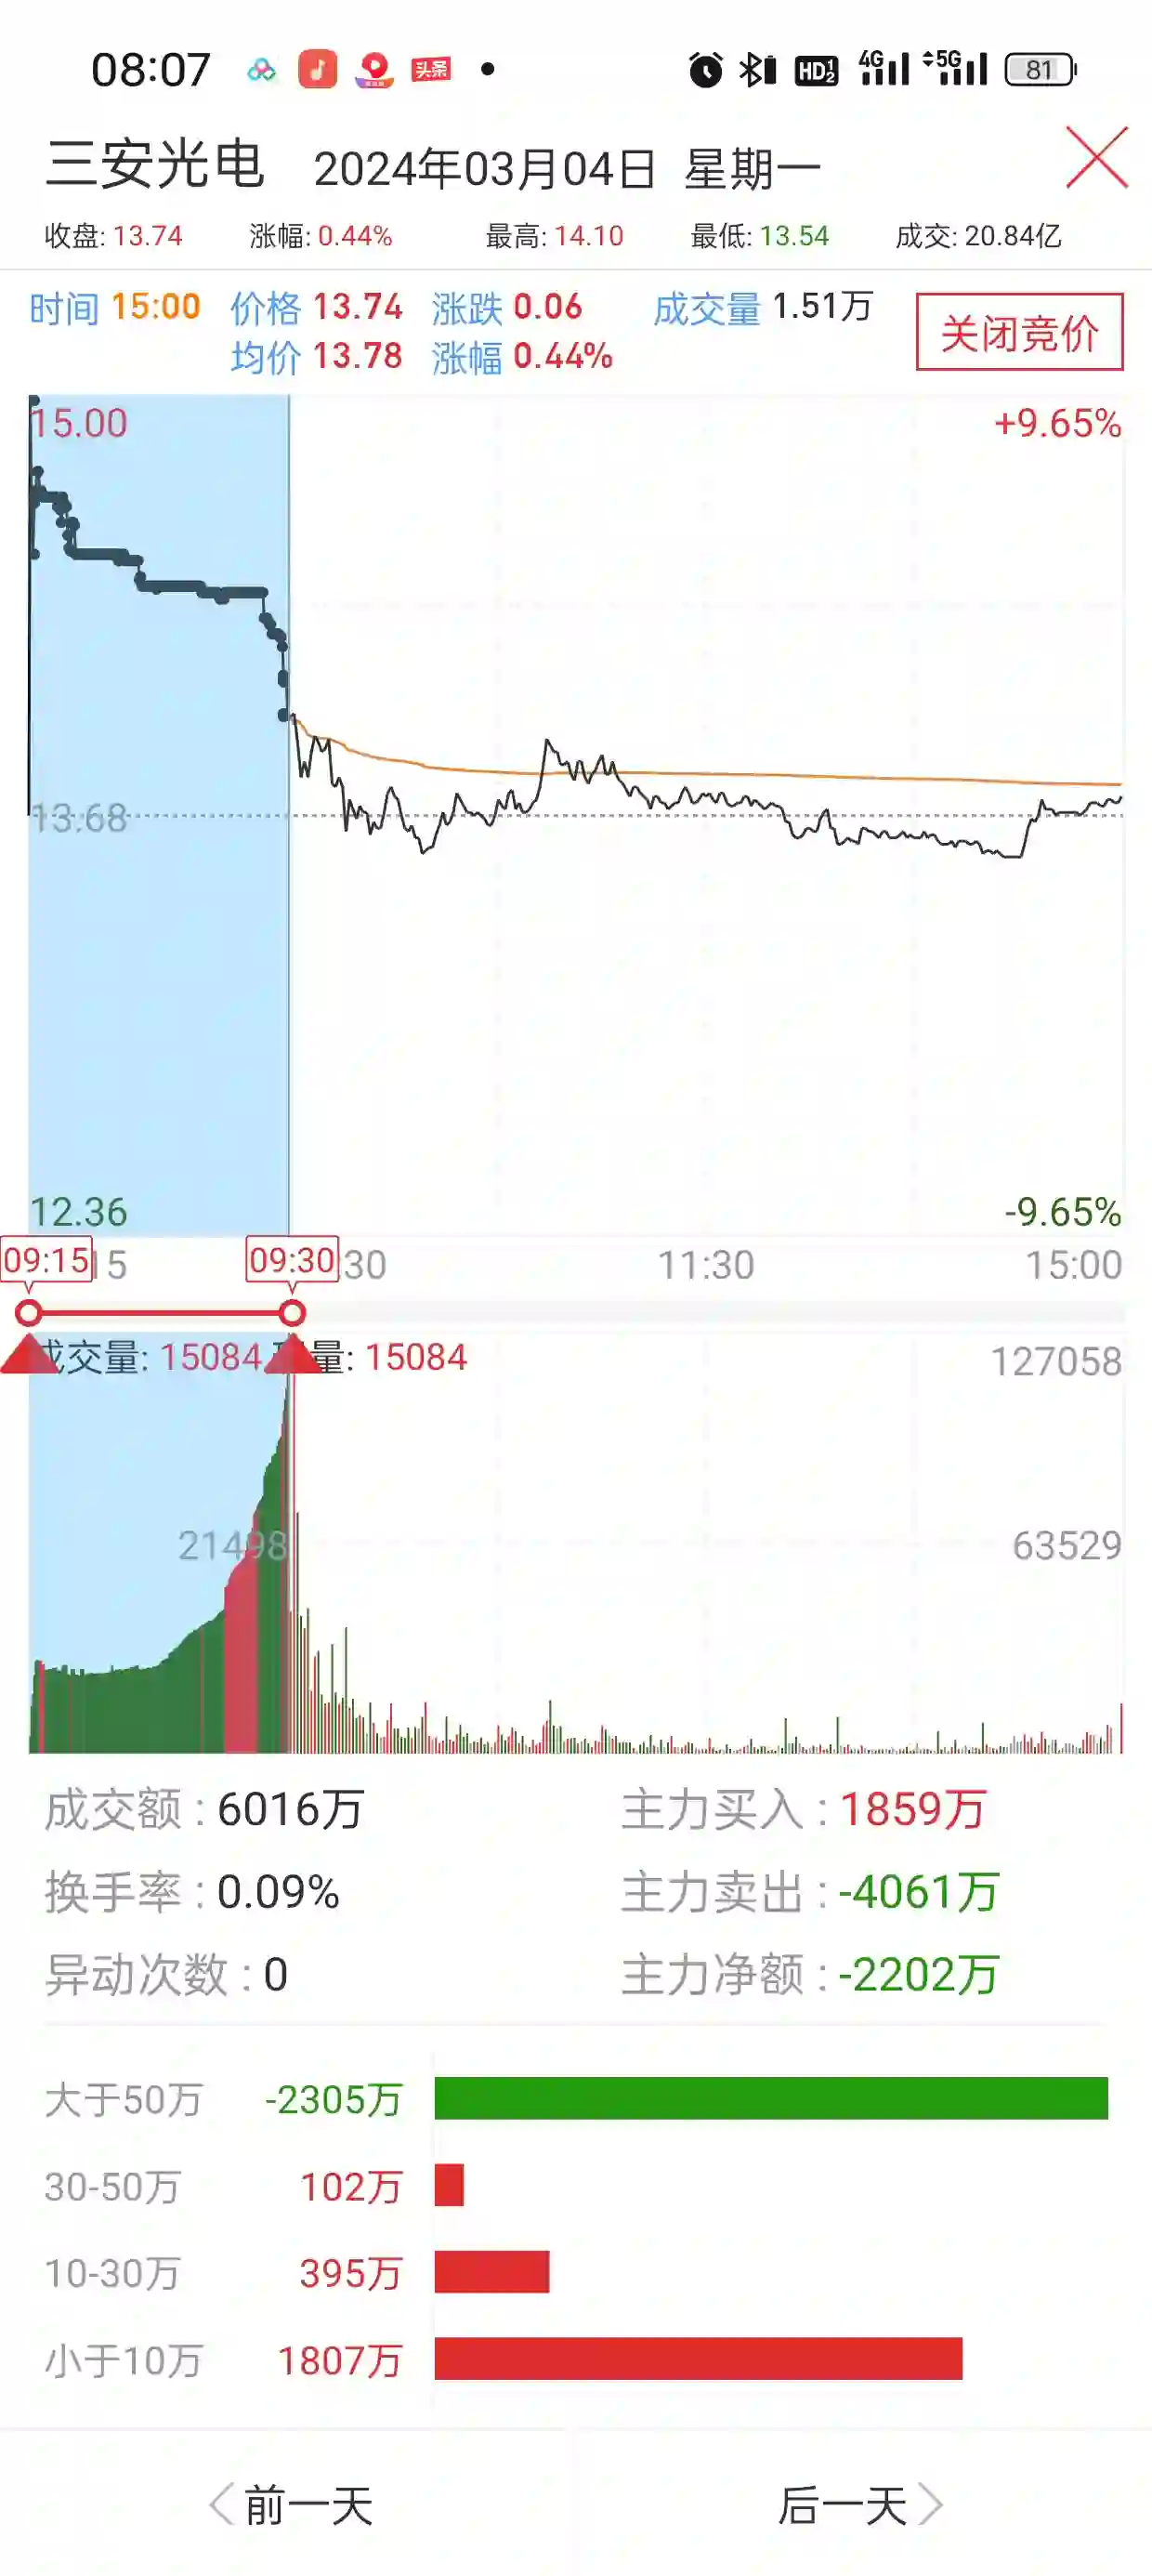 08:07 头条 HD 1 2 4G 5G 81
三安光电 2024年03月04日 星期一
收盘: 13.74 涨幅: 0.44% 最高: 14.10 最低: 13.54 成交: 20.84亿
时间 15:00 价格 13.74 涨跌 0.06 成交量 1.51万
均价 13.78 涨幅 0.44%
关闭竞价
15.00 +9.65%
13.68
12.36 -9.65%
09:15 15 09:30 30 11:30 15:00
成交量: 15084 量: 15084 127058
21498 63529
成交额 : 6016万 主力买入 : 1859万
换手率 : 0.09% 主力卖出 : -4061万
异动次数 : 0 主力净额 : -2202万
大于50万 -2305万
30-50万 102万
10-30万 395万
小于10万 1807万
前一天 后一天